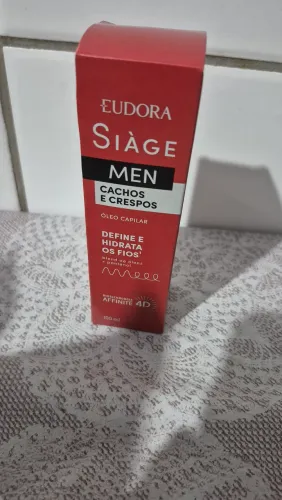 EUDORA
SIÀGE
MEN
CACHOS
E CRESPOS
ÓLEO CAPILAR
DEFINE E
HIDRATA
OS FIOS¹
AFFINITÉ 4D